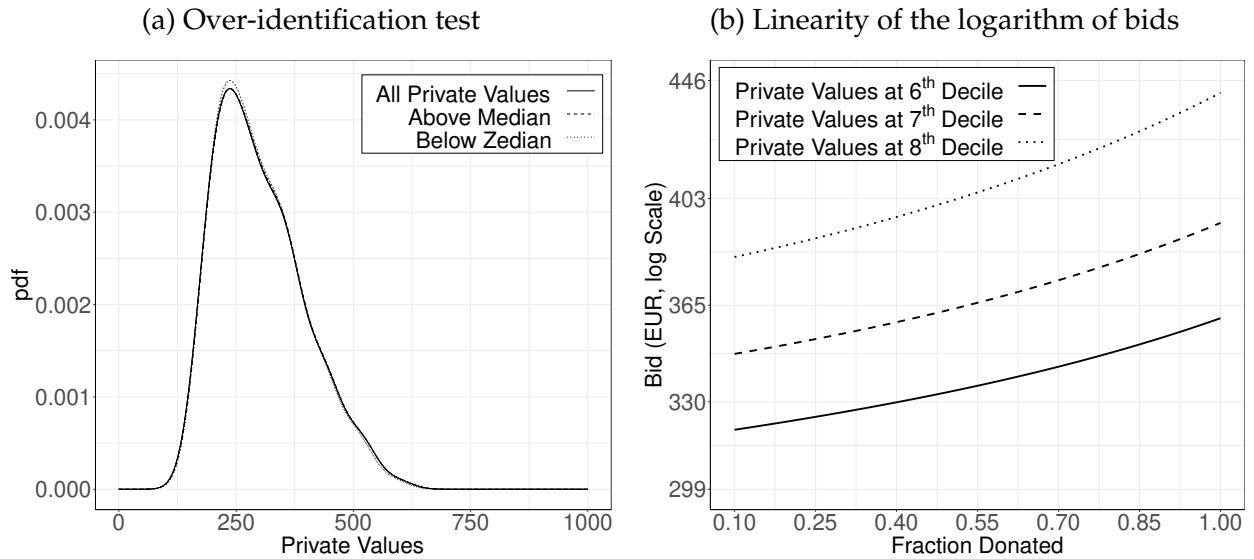 (a) Over-identification test
All Private Values
Above Median
Below Zedian
0.004
0.003
0.002
0.001
0.000
pdf
0 250 500 750 1000
Private Values
(b) Linearity of the logarithm of bids
Private Values at 6th Decile
Private Values at 7th Decile
Private Values at 8th Decile
446
403
365
330
299
Bid (EUR, log Scale)
0.10 0.25 0.40 0.55 0.70 0.85 1.00
Fraction Donated